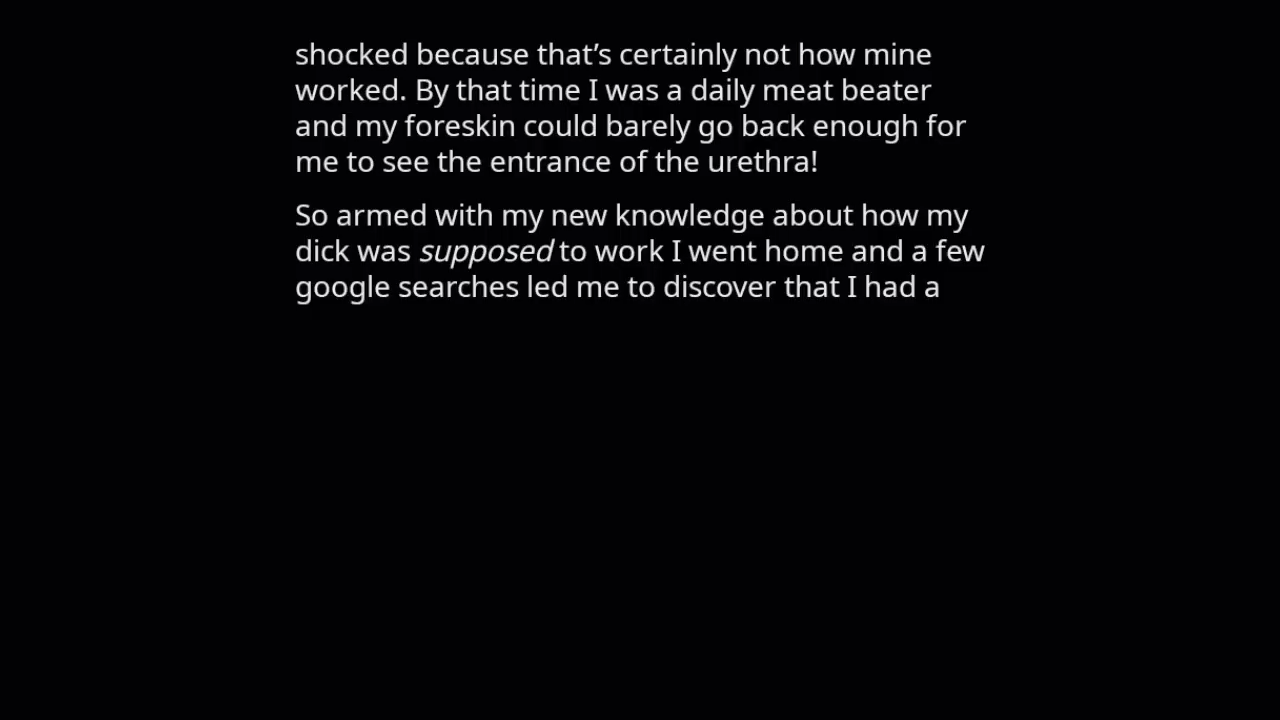 shocked because that’s certainly not how mine
worked. By that time I was a daily meat beater
and my foreskin could barely go back enough for
me to see the entrance of the urethra!
So armed with my new knowledge about how my
dick was supposed to work I went home and a few
google searches led me to discover that I had a